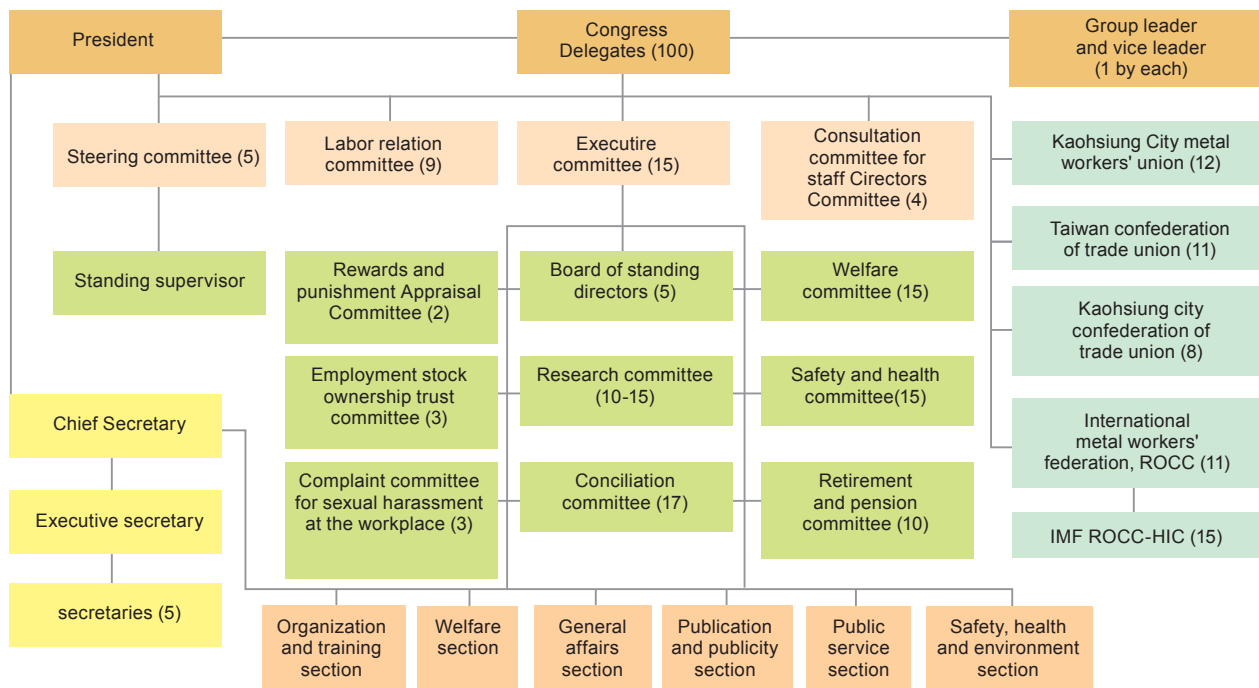 President
Congress
Delegates (100)
Group leader
and vice leader
(1 by each)
Steering committee (5)
Labor relation
committee (9)
Executire
committee (15)
Consultation
committee for
staff Cirectors
Committee (4)
Kaohsiung City metal
workers' union (12)
Taiwan confederation
of trade union (11)
Kaohsiung city
confederation of
trade union (8)
International
metal workers'
federation, ROCC (11)
IMF ROCC-HIC (15)
Standing supervisor
Rewards and
punishment Appraisal
Committee (2)
Board of standing
directors (5)
Welfare
committee (15)
Employment stock
ownership trust
committee (3)
Research committee
(10-15)
Safety and health
committee(15)
Complaint committee
for sexual harassment
at the workplace (3)
Conciliation
committee (17)
Retirement
and pension
committee (10)
Chief Secretary
Executive secretary
secretaries (5)
Organization
and training
section
Welfare
section
General
affairs
section
Publication
and publicity
section
Public
service
section
Safety, health
and environment
section